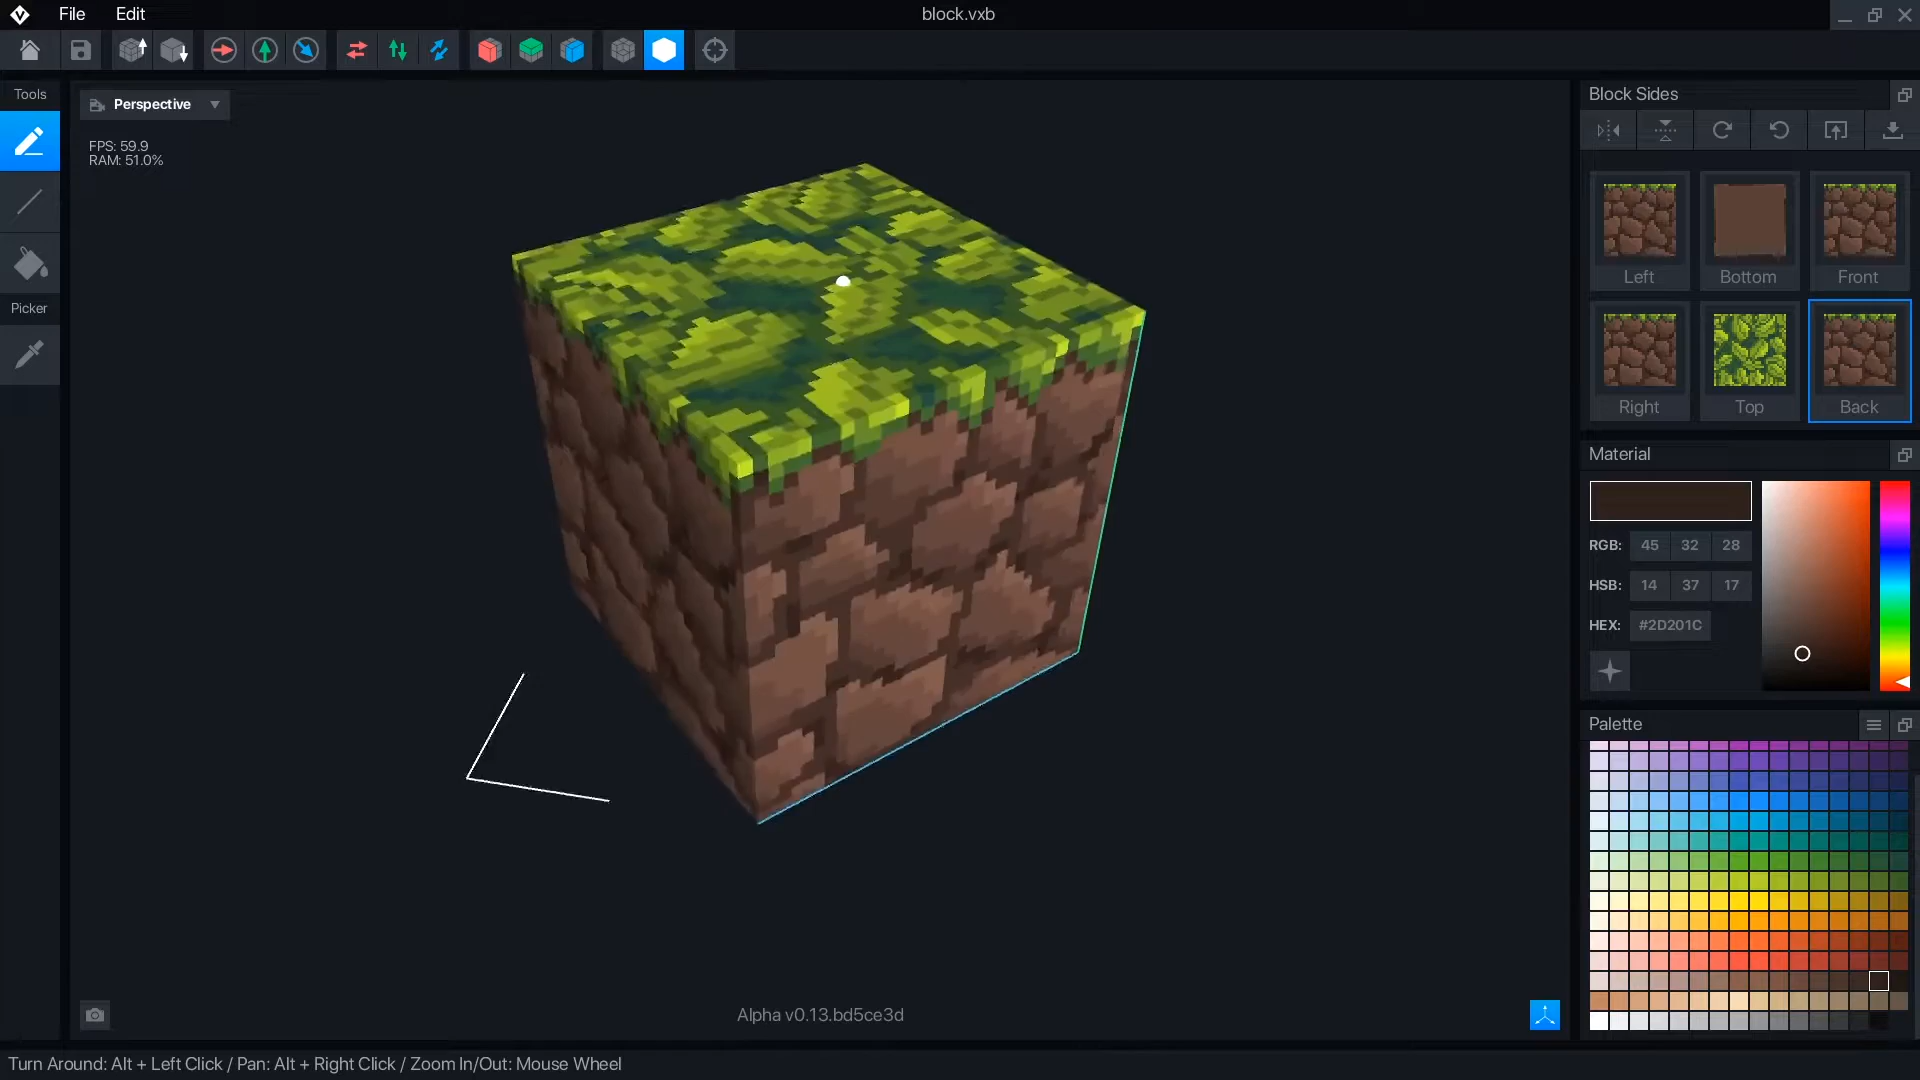 File Edit
block.vxb
Tools
Perspective
FPS: 59.9
RAM: 51.0%
Picker
Block Sides
Left Bottom Front
Right Top Back
Material
RGB: 45 32 28
HSB: 14 37 17
HEX: #2D201C
Palette
Alpha v0.13.bd5ce3d
Turn Around: Alt + Left Click / Pan: Alt + Right Click / Zoom In/Out: Mouse Wheel